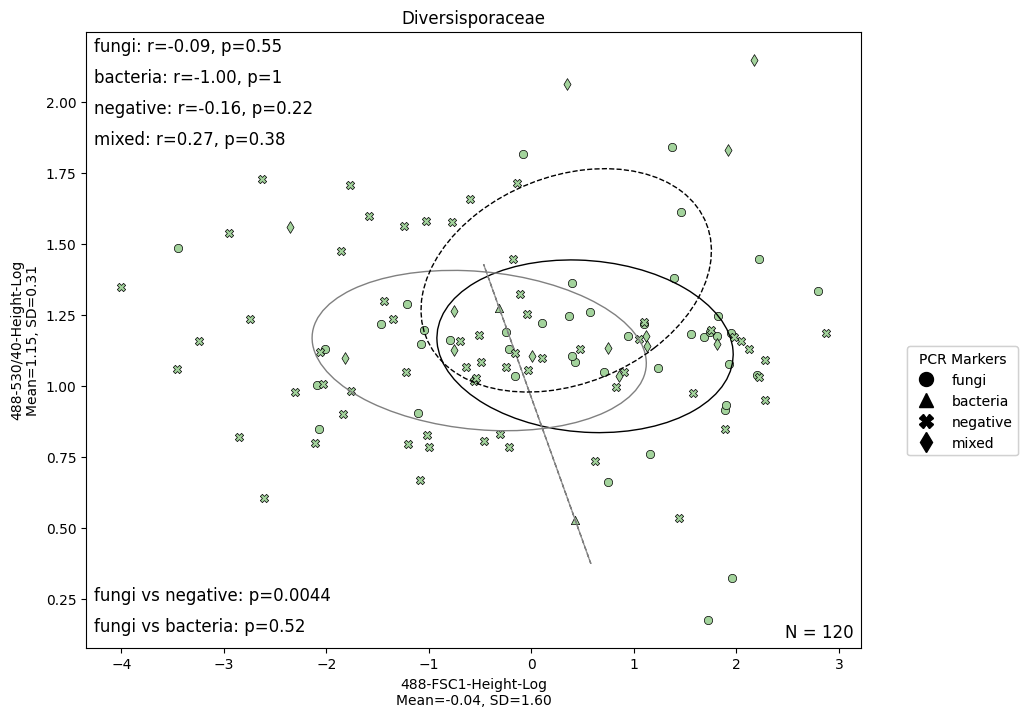 Diversisporaceae
fungi: r=-0.09, p=0.55
bacteria: r=-1.00, p=1
negative: r=-0.16, p=0.22
mixed: r=0.27, p=0.38
2.00
1.75
1.50
1.25
1.00
0.75
0.50
0.25
488-530/40-Height-Log
Mean=1.15, SD=0.31
PCR Markers
fungi
bacteria
negative
mixed
fungi vs negative: p=0.0044
fungi vs bacteria: p=0.52
N = 120
−4 −3 −2 −1 0 1 2 3
488-FSC1-Height-Log
Mean=-0.04, SD=1.60